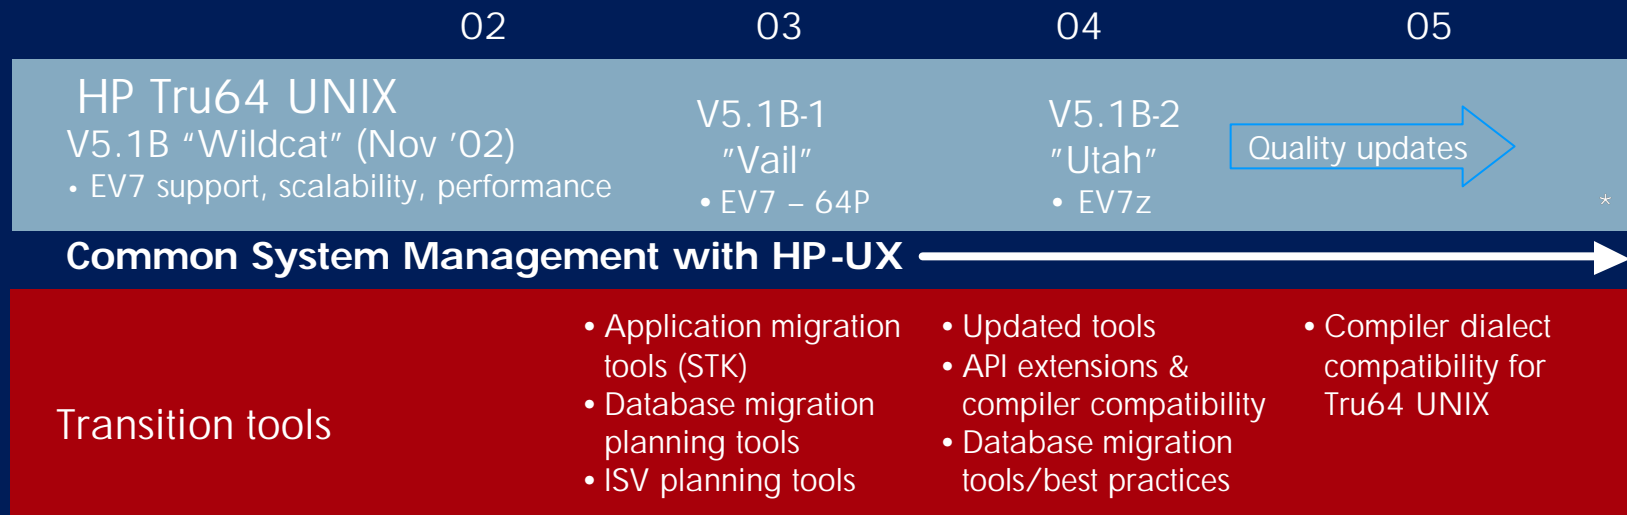 02 03 04 05
HP Tru64 UNIX
V5.1B “Wildcat” (Nov ’02)
• EV7 support, scalability, performance
V5.1B-1
”Vail”
• EV7 – 64P
V5.1B-2
”Utah”
• EV7z
Quality updates
*
Common System Management with HP-UX
Transition tools
• Application migration
tools (STK)
• Database migration
planning tools
• ISV planning tools
• Updated tools
• API extensions &
compiler compatibility
• Database migration
tools/best practices
• Compiler dialect
compatibility for
Tru64 UNIX